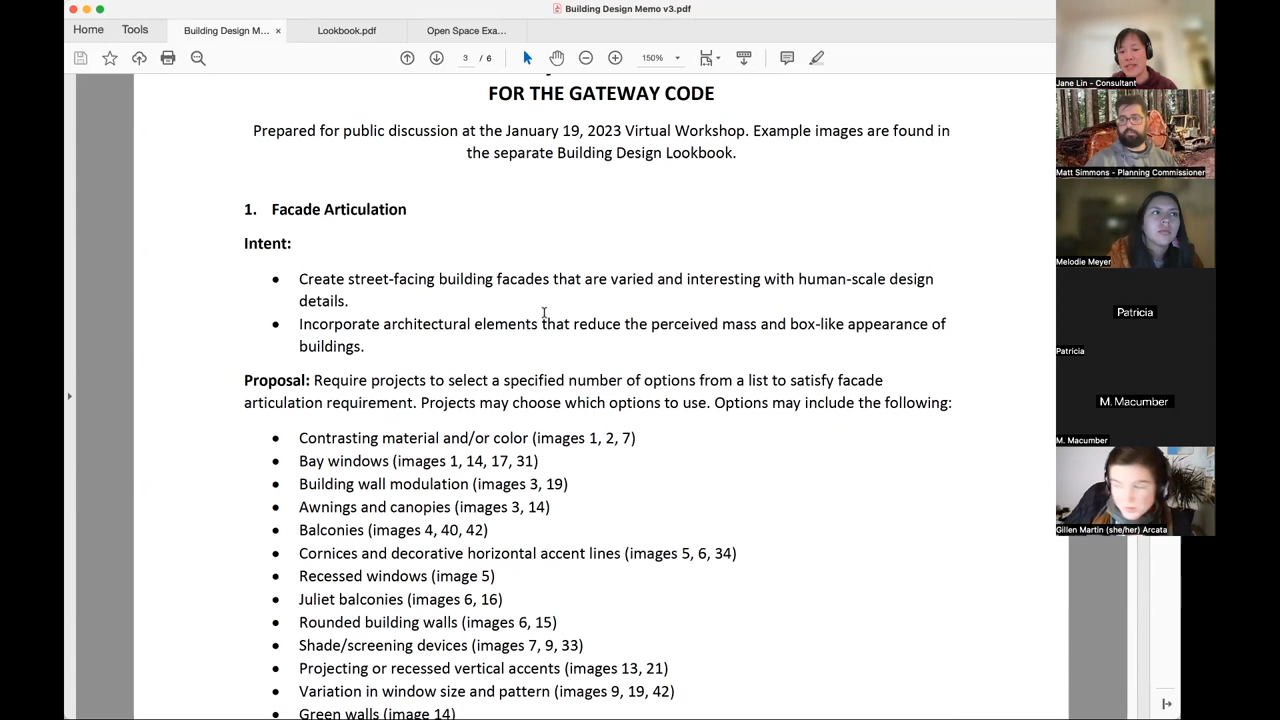 Building Design Memo v3.pdf
Home
Tools
Building Design M...
Lookbook.pdf
Open Space Exa...
3 / 6
150%
FOR THE GATEWAY CODE
Prepared for public discussion at the January 19, 2023 Virtual Workshop. Example images are found in
the separate Building Design Lookbook.
1. Facade Articulation
Intent:
• Create street-facing building facades that are varied and interesting with human-scale design
details.
• Incorporate architectural elements that reduce the perceived mass and box-like appearance of
buildings.
Proposal: Require projects to select a specified number of options from a list to satisfy facade
articulation requirement. Projects may choose which options to use. Options may include the following:
• Contrasting material and/or color (images 1, 2, 7)
• Bay windows (images 1, 14, 17, 31)
• Building wall modulation (images 3, 19)
• Awnings and canopies (images 3, 14)
• Balconies (images 4, 40, 42)
• Cornices and decorative horizontal accent lines (images 5, 6, 34)
• Recessed windows (image 5)
• Juliet balconies (images 6, 16)
• Rounded building walls (images 6, 15)
• Shade/screening devices (images 7, 9, 33)
• Projecting or recessed vertical accents (images 13, 21)
• Variation in window size and pattern (images 9, 19, 42)
• Green walls (image 14)
Jane Lin - Consultant
Matt Simmons - Planning Commissioner
Melodie Meyer
Patricia
Patricia
M. Macumber
M. Macumber
Gillen Martin (she/her) Arcata